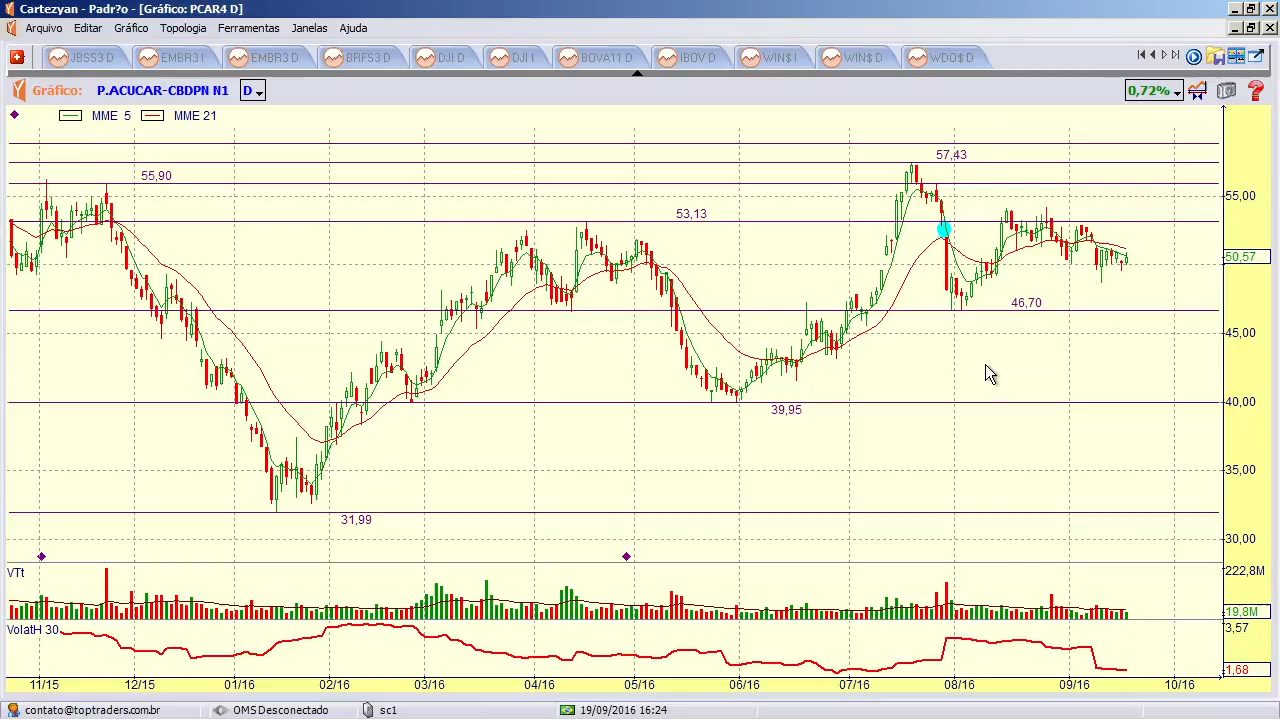 Cartezyan - Padr?o - [Gráfico: PCAR4 D]
Arquivo Editar Gráfico Topologia Ferramentas Janelas Ajuda
JBSS3 D EMBR3 I EMBR3 D BRFS3 D DJI D DJI I BOVA11 D IBOV D WIN$ I WIN$ D WDO$ D
Gráfico: P.ACUCAR-CBDPN N1 D 0,72%
MME 5 MME 21
57,43
55,90
55,00
53,13
50,57
46,70
45,00
40,00
39,95
35,00
31,99
30,00
VTt 222,8M
19,8M
VolatH 30 3,57
1,68
11/15 12/15 01/16 02/16 03/16 04/16 05/16 06/16 07/16 08/16 09/16 10/16
contato@toptraders.com.br OMS Desconectado sc1 19/09/2016 16:24